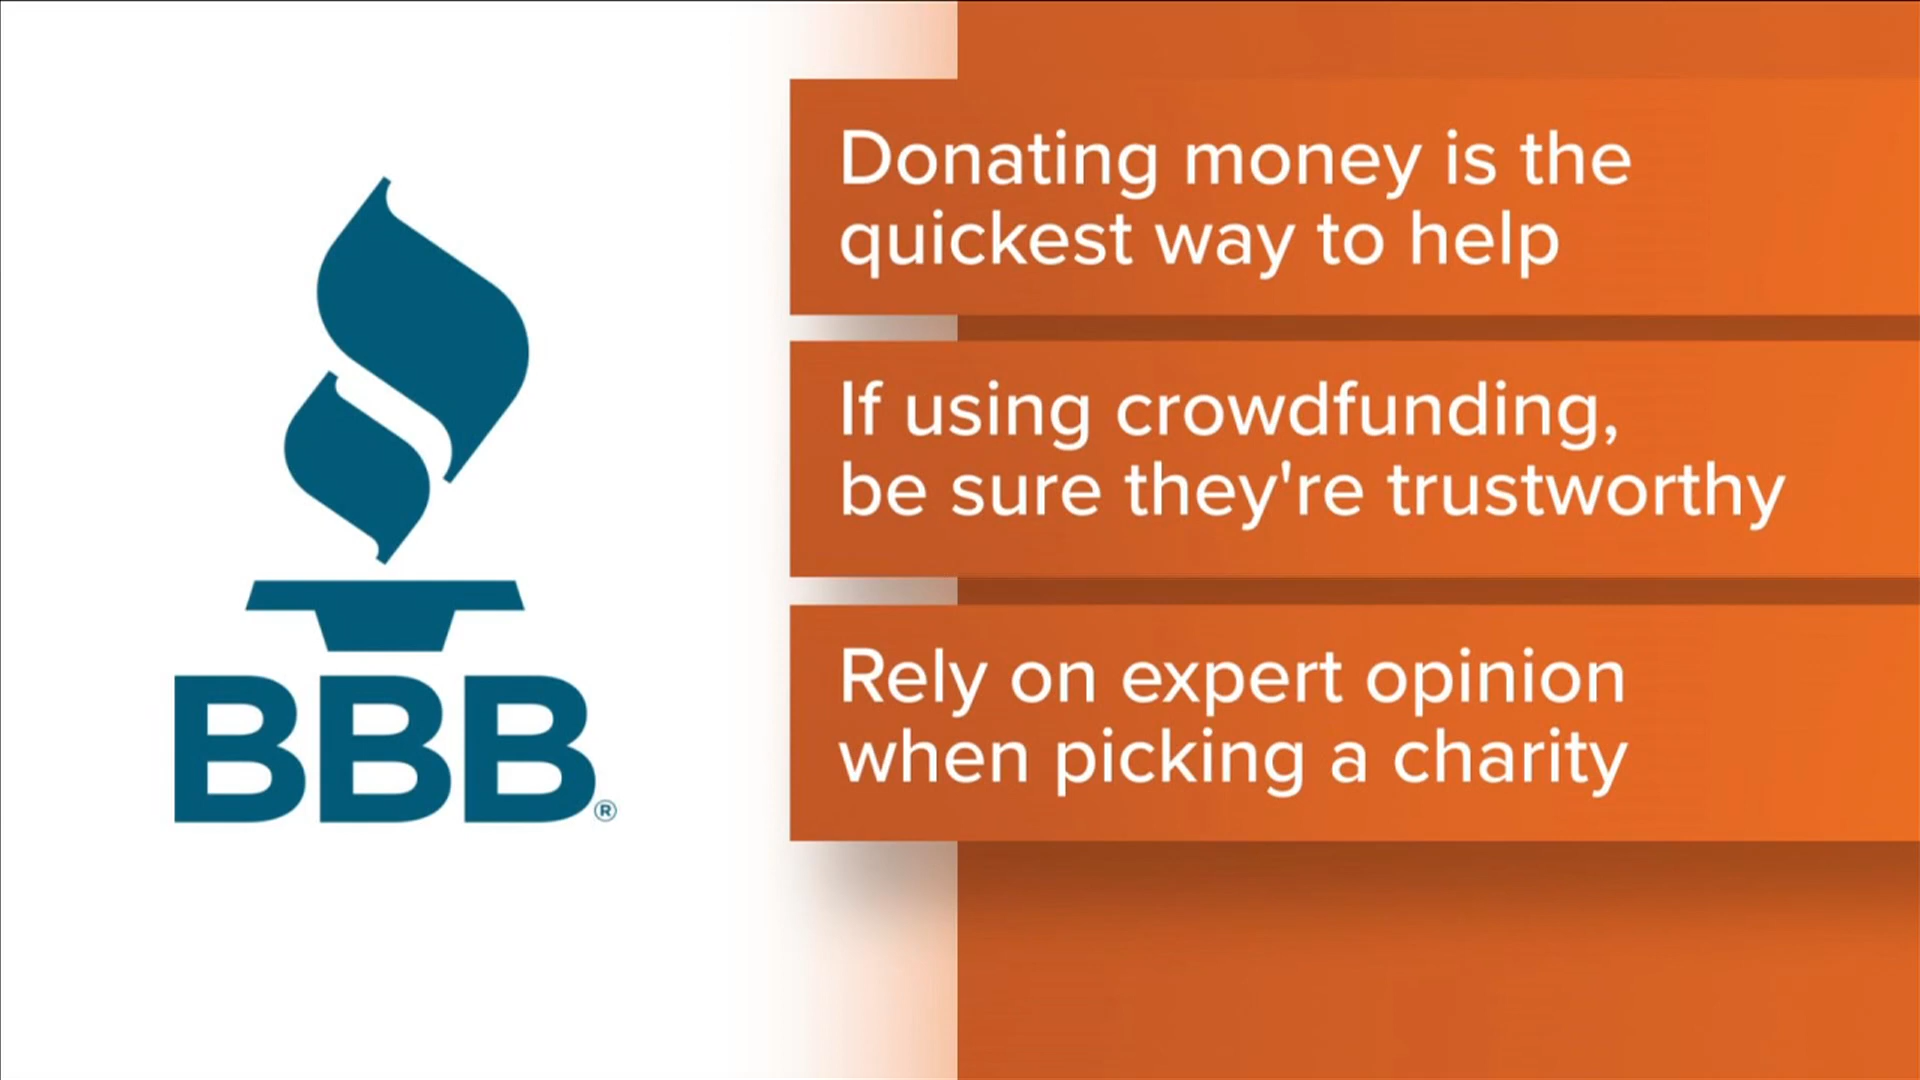 BBB®
Donating money is the
quickest way to help
If using crowdfunding,
be sure they're trustworthy
Rely on expert opinion
when picking a charity